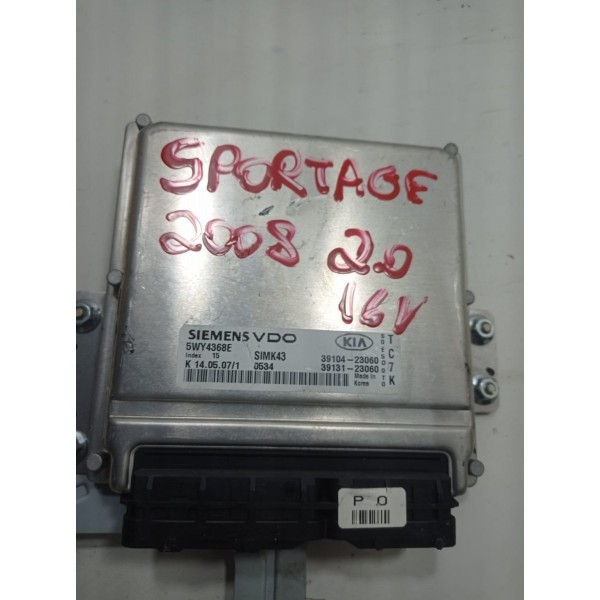 SPORTAGE
2008 2.0
16V
SIEMENS VDO KIA
5WY4368E
Index 15 SIMK43 39104-23060
K 14.05.07/1 0534 39131-23060
Made in
Korea
TC7K
P 0